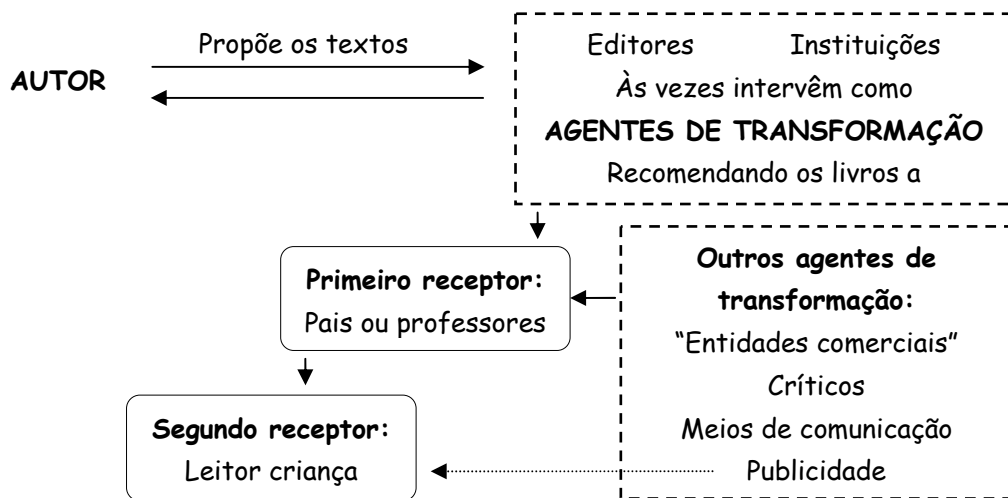 Propõe os textos
AUTOR
Editores Instituições
Às vezes intervêm como
AGENTES DE TRANSFORMAÇÃO
Recomendando os livros a
Primeiro receptor:
Pais ou professores
Outros agentes de
transformação:
“Entidades comerciais”
Críticos
Meios de comunicação
Publicidade
Segundo receptor:
Leitor criança